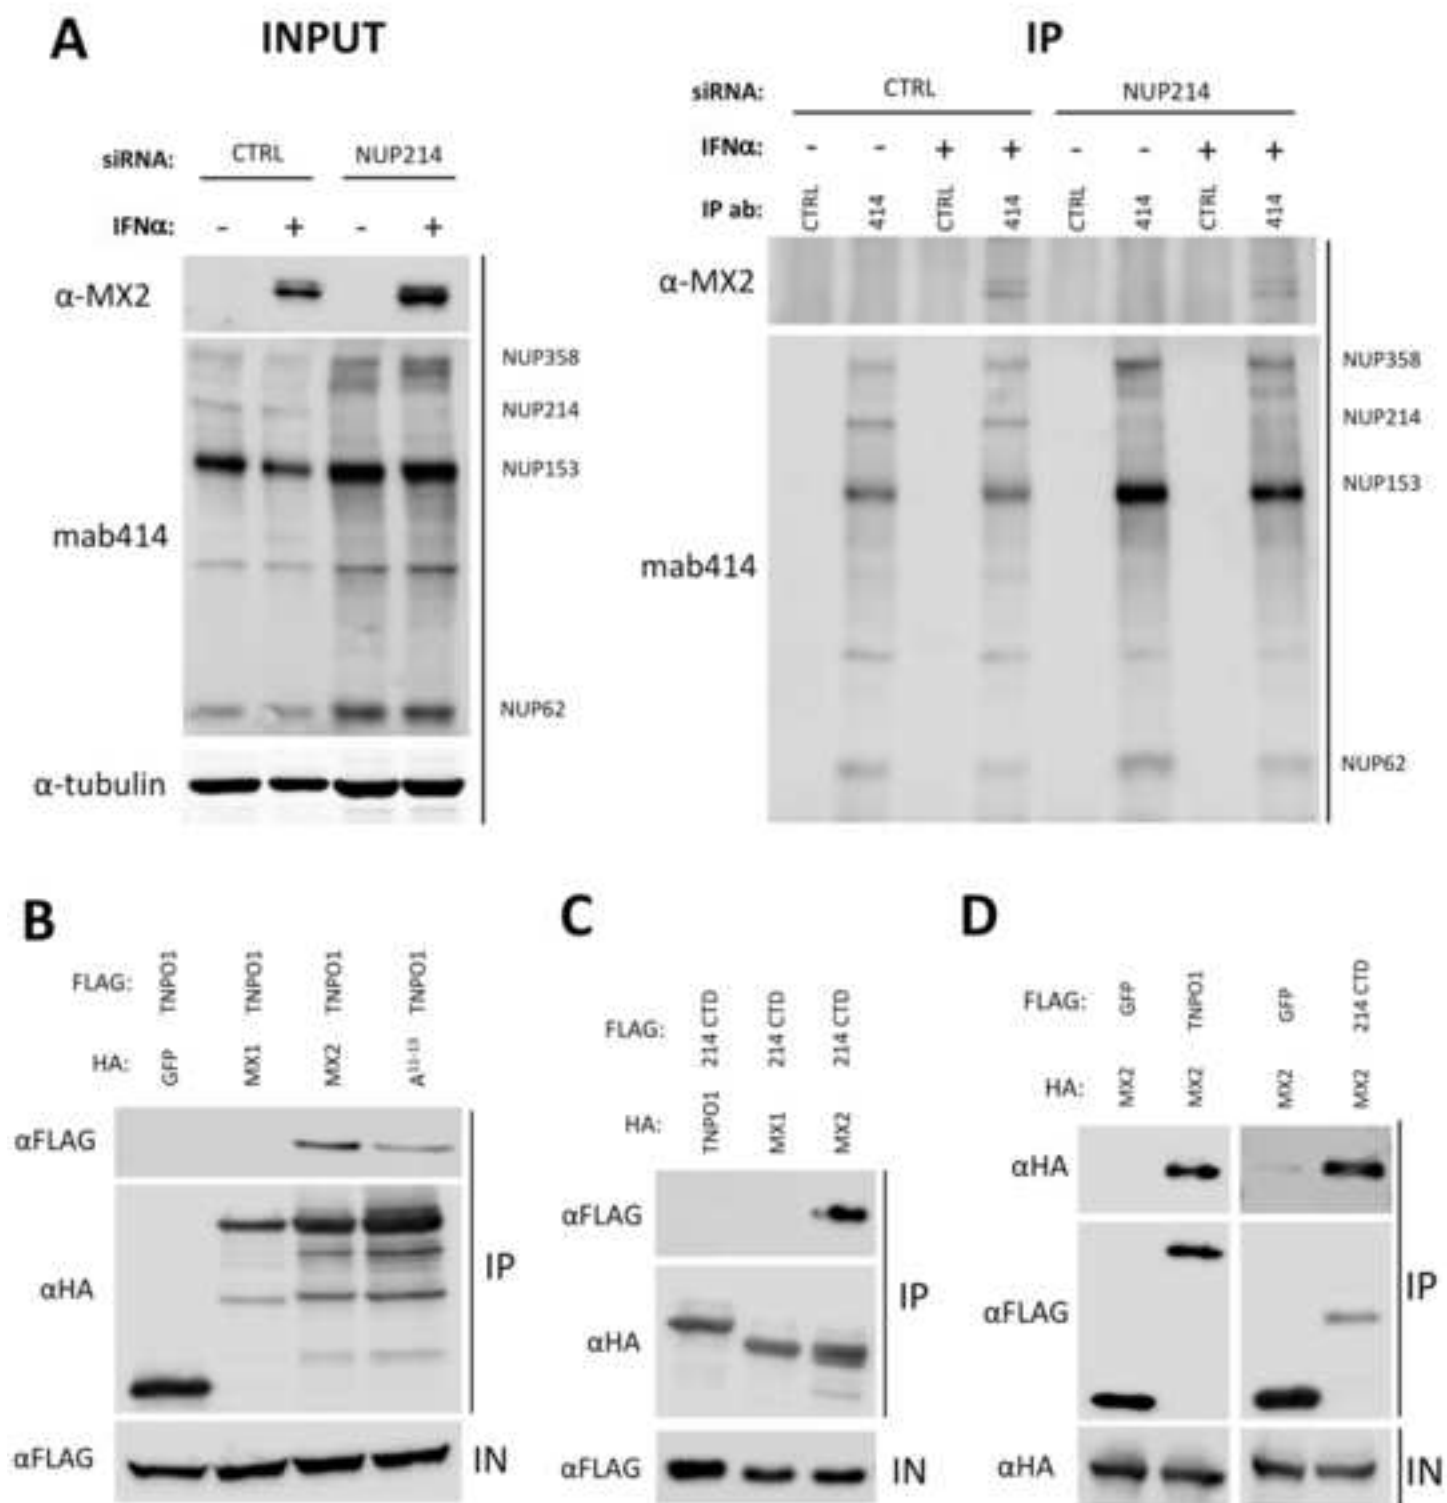 A INPUT IP
siRNA: CTRL NUP214
siRNA: CTRL NUP214
IFNα: - + - +
IFNα: - - + + - - + +
IP ab: CTRL 414 CTRL 414 CTRL 414 CTRL 414
α-MX2
NUP358
NUP214
NUP153
mab414
NUP62
α-tubulin
α-MX2
NUP358
NUP214
NUP153
mab414
NUP62
B
FLAG: TNPO1 TNPO1 TNPO1 TNPO1
HA: GFP MX1 MX2 A11-13
αFLAG
αHA
IP
αFLAG IN
C
FLAG: 214 CTD 214 CTD 214 CTD
HA: TNPO1 MX1 MX2
αFLAG
αHA
IP
αFLAG IN
D
FLAG: GFP TNPO1 GFP 214 CTD
HA: MX2 MX2 MX2 MX2
αHA
αFLAG
IP
αHA IN